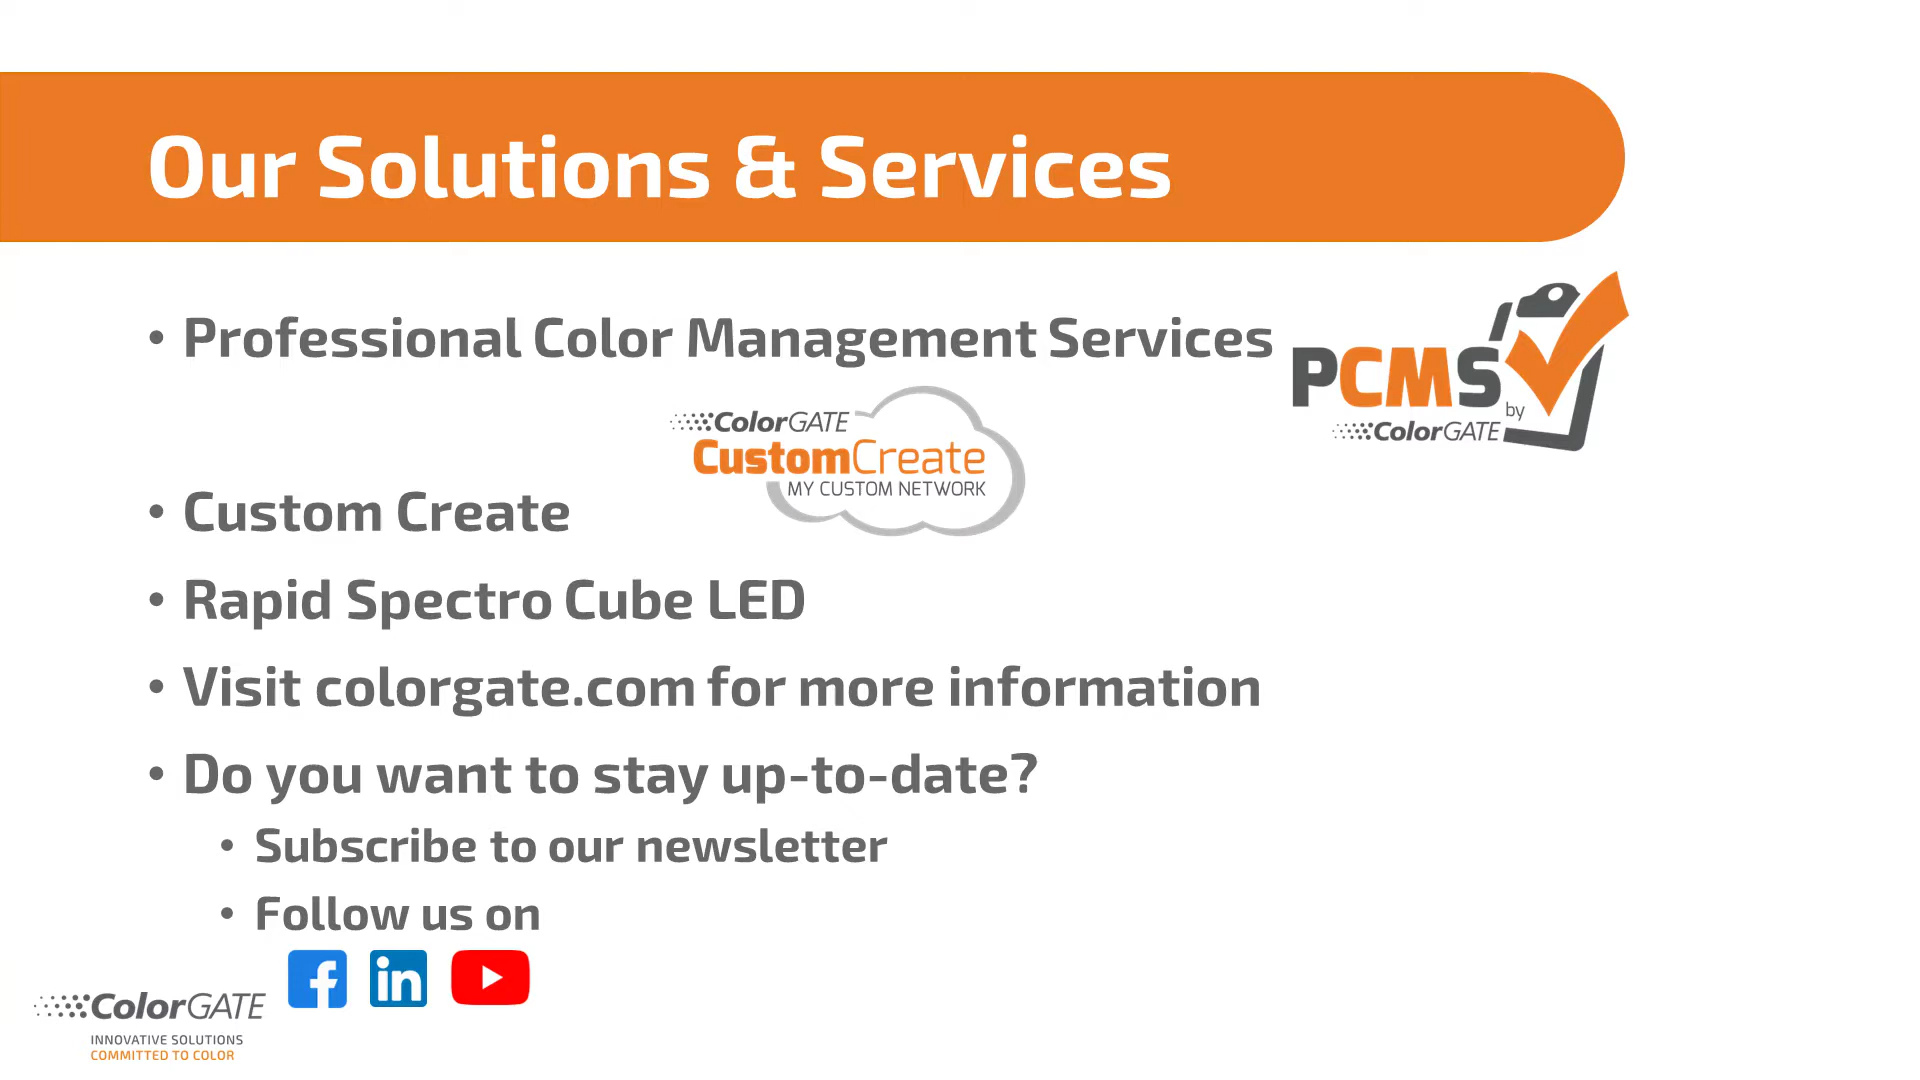 Our Solutions & Services
• Professional Color Management Services
PCMS
by
ColorGATE
ColorGATE
CustomCreate
MY CUSTOM NETWORK
• Custom Create
• Rapid Spectro Cube LED
• Visit colorgate.com for more information
• Do you want to stay up-to-date?
• Subscribe to our newsletter
• Follow us on
f in
ColorGATE
INNOVATIVE SOLUTIONS
COMMITTED TO COLOR